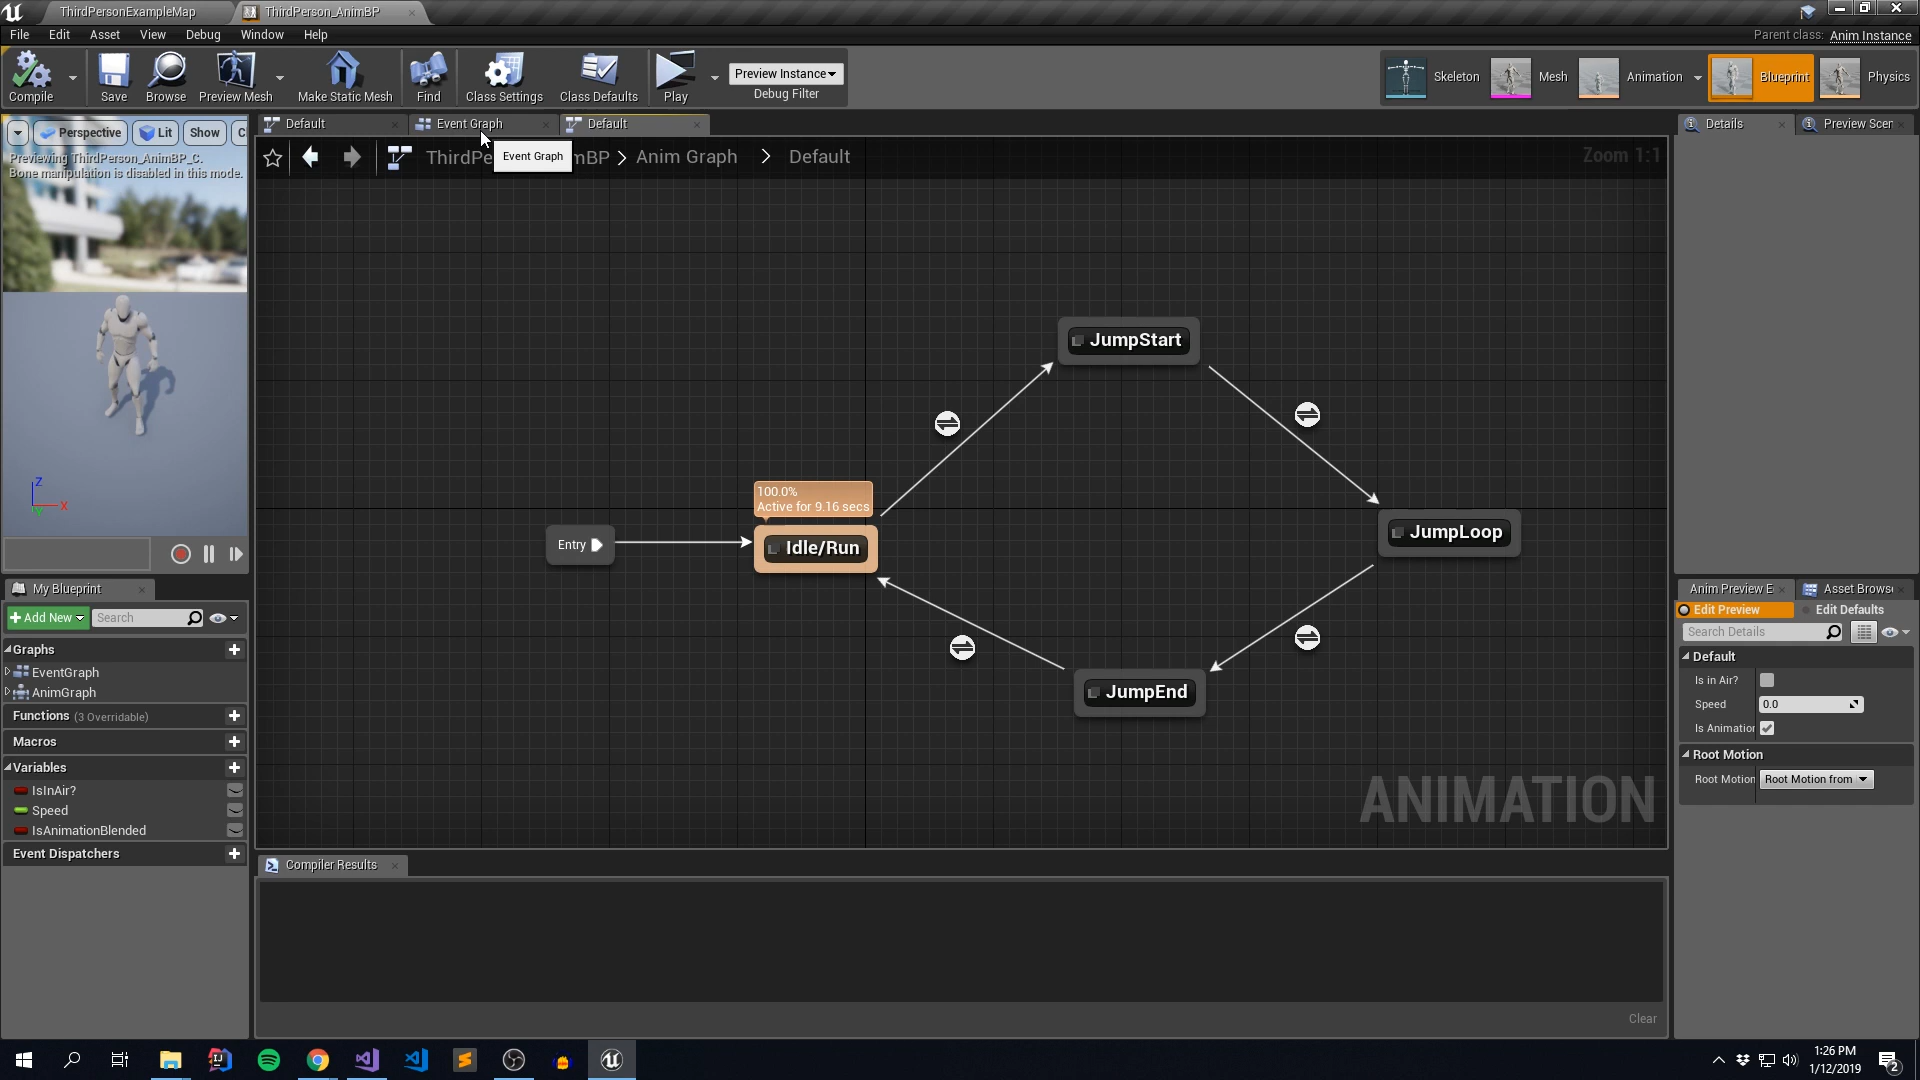 ThirdPersonExampleMap
ThirdPerson_AnimBP
File Edit Asset View Debug Window Help
Parent class: Anim Instance
Compile
Save
Browse
Preview Mesh
Make Static Mesh
Find
Class Settings
Class Defaults
Play
Preview Instance
Debug Filter
Skeleton
Mesh
Animation
Blueprint
Physics
Perspective
Lit
Show
Previewing ThirdPerson_AnimBP_C.
Bone manipulation is disabled in this mode.
Z
X
Y
Default
Event Graph
Default
ThirdPe mBP > Anim Graph > Default
Event Graph
Zoom 1:1
JumpStart
100.0%
Active for 9.16 secs
Entry
Idle/Run
JumpLoop
JumpEnd
ANIMATION
Compiler Results
Clear
My Blueprint
Add New
Search
Graphs
EventGraph
AnimGraph
Functions (3 Overridable)
Macros
Variables
IsInAir?
Speed
IsAnimationBlended
Event Dispatchers
Details
Preview Scer
Anim Preview E
Asset Browse
Edit Preview
Edit Defaults
Search Details
Default
Is in Air?
Speed 0.0
Is Animation
Root Motion
Root Motion Root Motion from
1:26 PM
1/12/2019
2